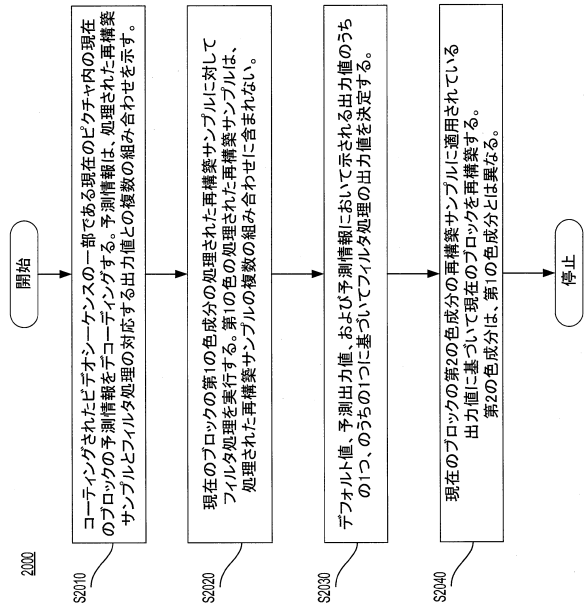 2000
開始
S2010
コーティングされたビデオシーケンスの一部である現在のピクチャ内の現在
のブロックの予測情報をデコーディングする。予測情報は、処理された再構築
サンプルとフィルタ処理の対応する出力値との複数の組み合わせを示す。
S2020
現在のブロックの第1の色成分の処理された再構築サンプルに対して
フィルタ処理を実行する。第1の色の処理された再構築サンプルは、
処理された再構築サンプルの複数の組み合わせに含まれない。
S2030
デフォルト値、予測出力値、および予測情報において示される出力値のうち
の1つ、のうちの1つに基づいてフィルタ処理の出力値を決定する。
S2040
現在のブロックの第2の色成分の再構築サンプルに適用されている
出力値に基づいて現在のブロックを再構築する。
第2の色成分は、第1の色成分とは異なる。
停止